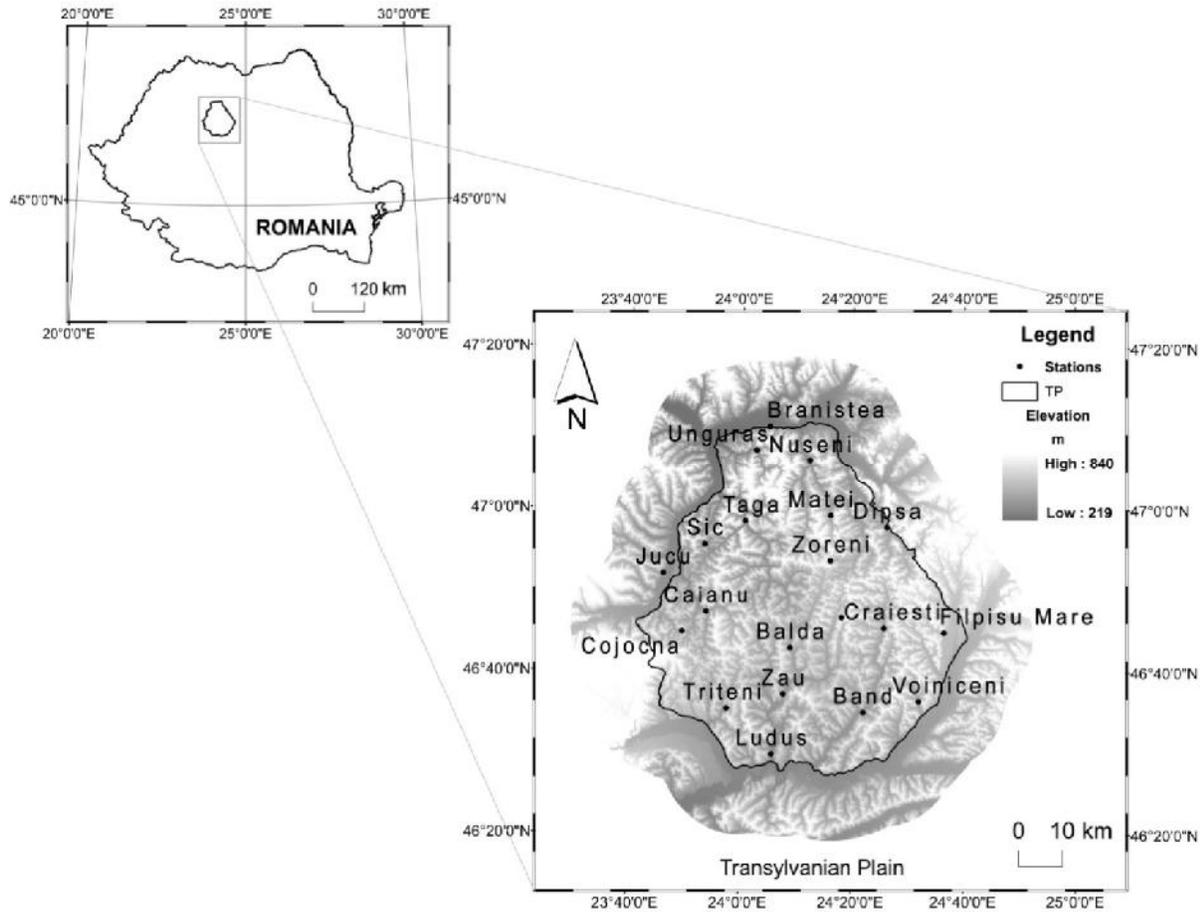 20°0'0"E 25°0'0"E 30°0'0"E
45°0'0"N 45°0'0"N
ROMANIA
0 120 km
20°0'0"E 25°0'0"E 30°0'0"E
23°40'0"E 24°0'0"E 24°20'0"E 24°40'0"E 25°0'0"E
47°20'0"N 47°20'0"N
Legend
Stations
TP
Elevation
m
High : 840
Low : 219
N
Branistea
Unguras
Nuseni
47°0'0"N 47°0'0"N
Taga
Matei
Dipsa
Sic
Zoreni
Jucu
Caianu
Craiesti
Filpisu Mare
Cojocna
Balda
46°40'0"N 46°40'0"N
Triteni
Zau
Band
Voiniceni
Ludus
46°20'0"N 46°20'0"N
0 10 km
Transylvanian Plain
23°40'0"E 24°0'0"E 24°20'0"E 24°40'0"E 25°0'0"E